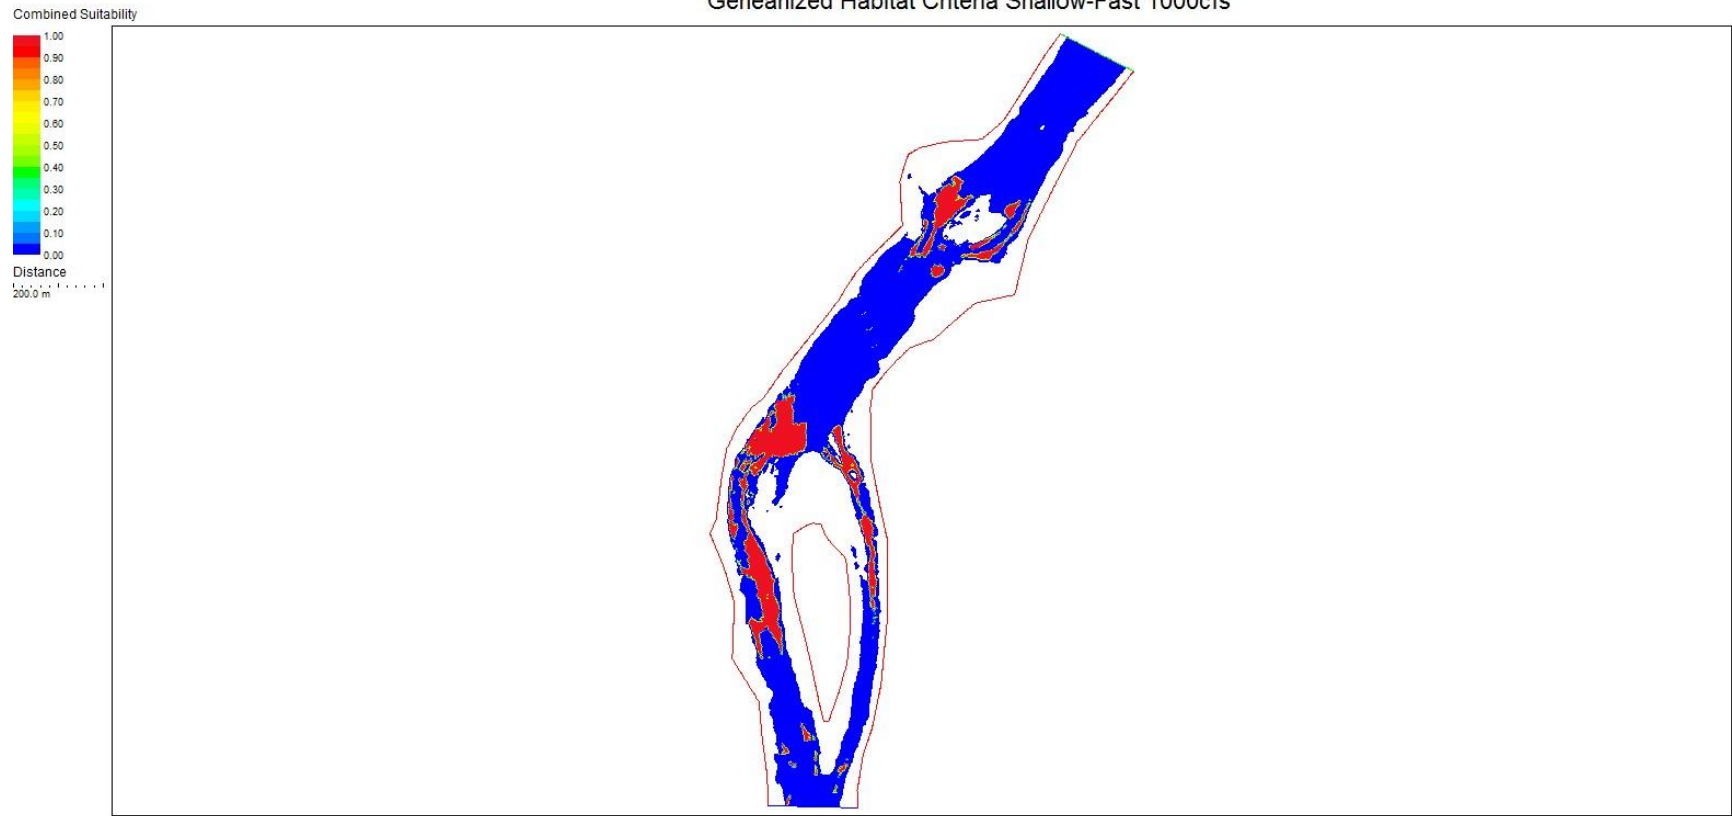 Genealized Habitat Criteria Shallow-Fast 1000cfs
Combined Suitability
1.00
0.90
0.80
0.70
0.60
0.50
0.40
0.30
0.20
0.10
0.00
Distance
200.0 m